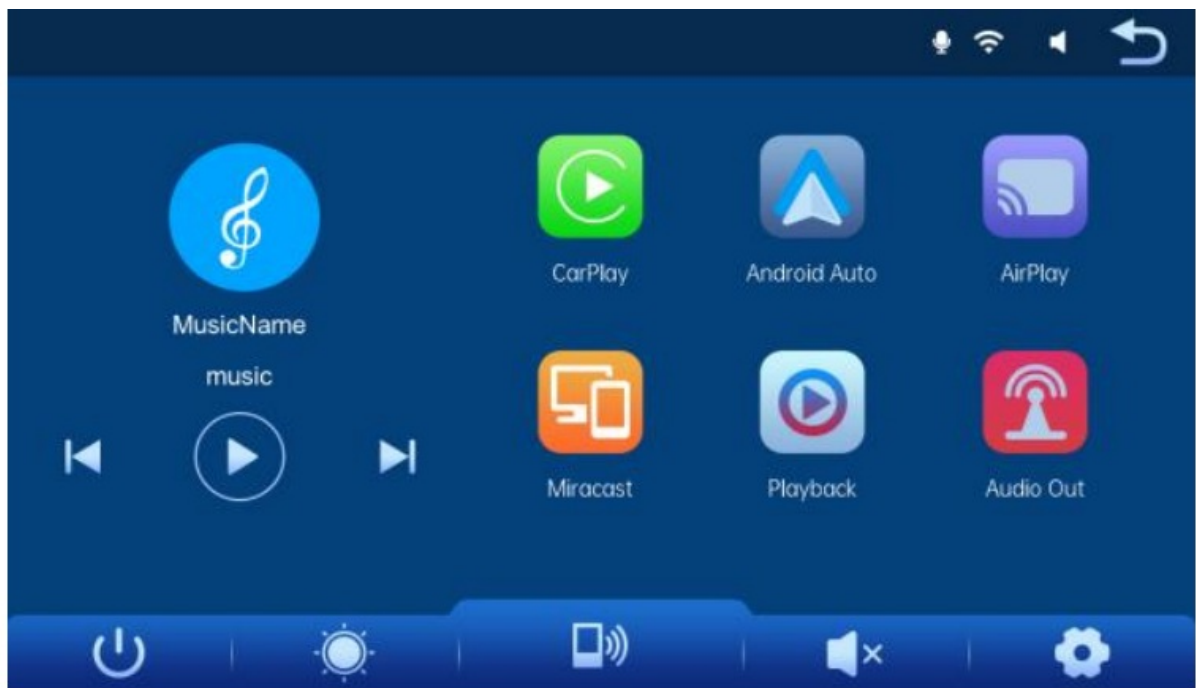 MusicName
music
CarPlay
Android Auto
AirPlay
Miracast
Playback
Audio Out